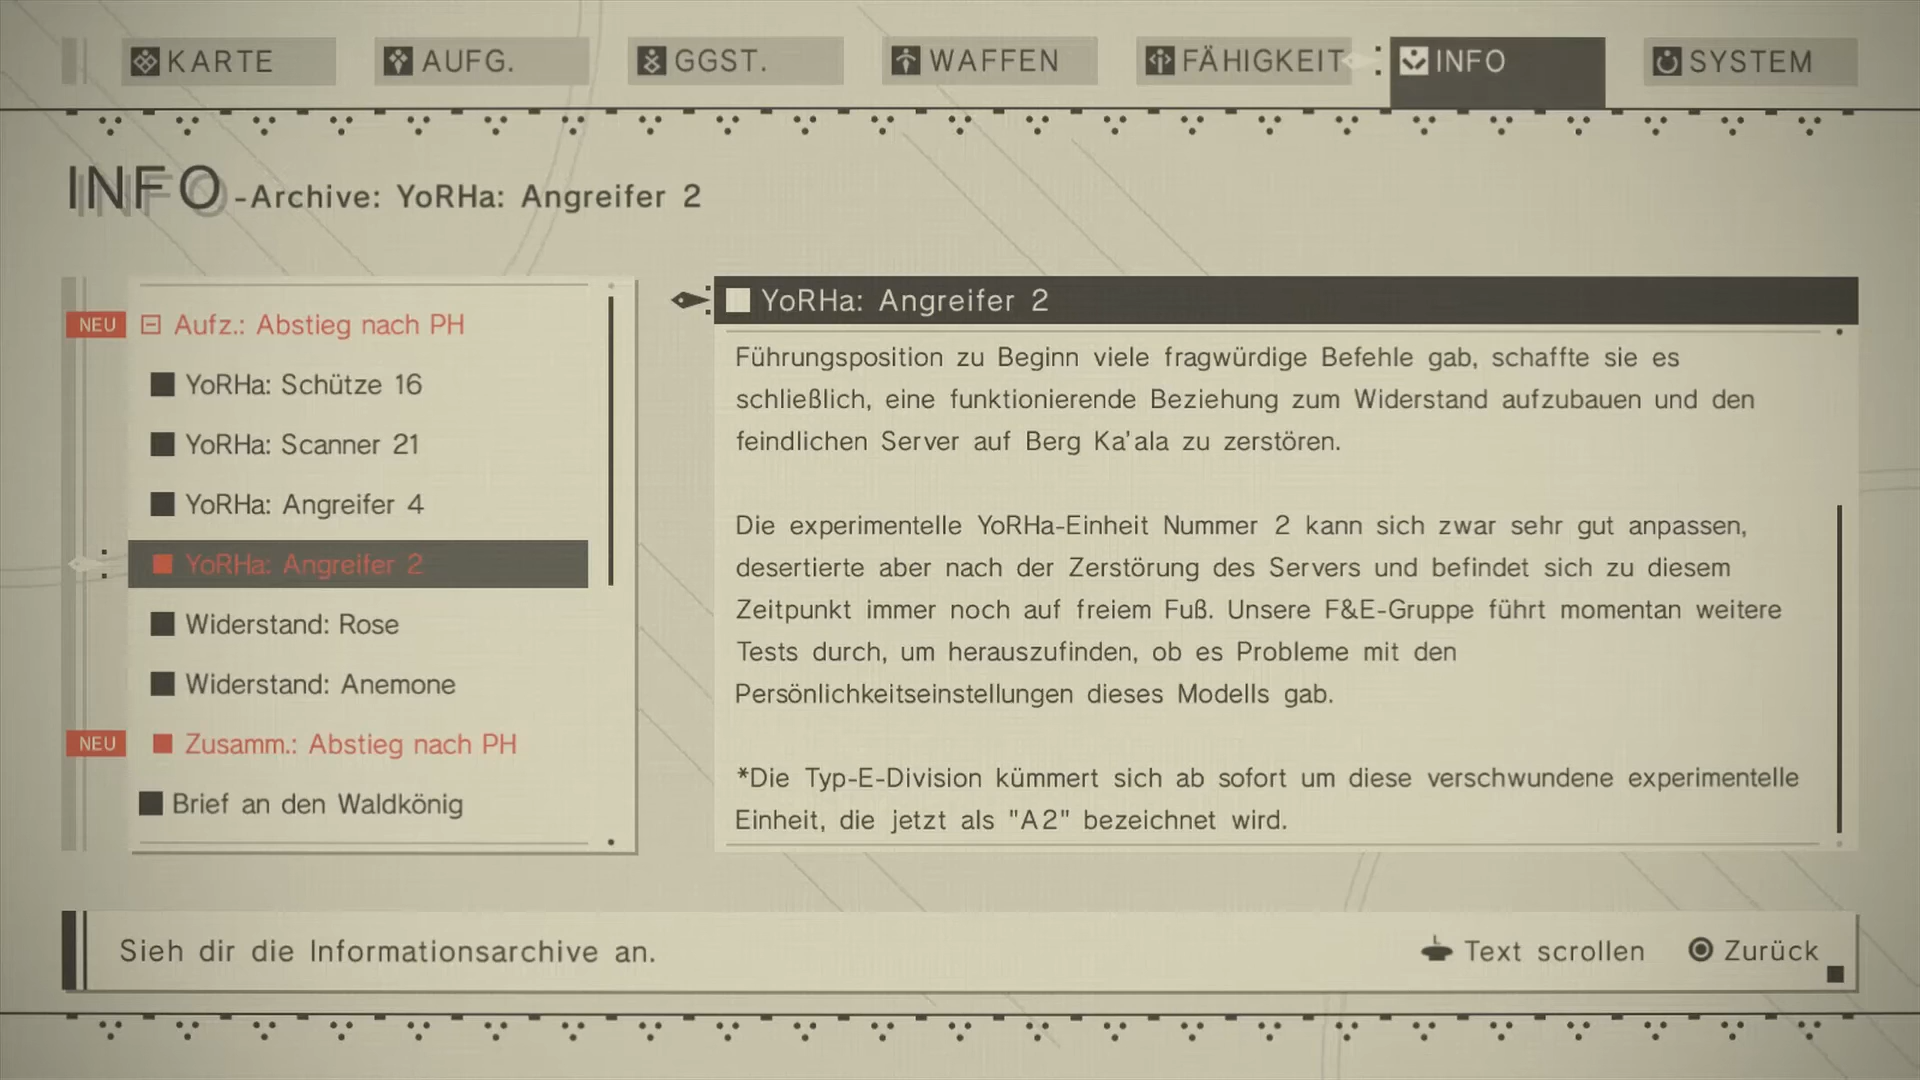 KARTE
AUFG.
GGST.
WAFFEN
FÄHIGKEIT
INFO
SYSTEM
INFO -Archive: YoRHa: Angreifer 2
NEU Aufz.: Abstieg nach PH
YoRHa: Schütze 16
YoRHa: Scanner 21
YoRHa: Angreifer 4
YoRHa: Angreifer 2
Widerstand: Rose
Widerstand: Anemone
NEU Zusamm.: Abstieg nach PH
Brief an den Waldkönig
YoRHa: Angreifer 2
Führungsposition zu Beginn viele fragwürdige Befehle gab, schaffte sie es
schließlich, eine funktionierende Beziehung zum Widerstand aufzubauen und den
feindlichen Server auf Berg Ka'ala zu zerstören.
Die experimentelle YoRHa-Einheit Nummer 2 kann sich zwar sehr gut anpassen,
desertierte aber nach der Zerstörung des Servers und befindet sich zu diesem
Zeitpunkt immer noch auf freiem Fuß. Unsere F&E-Gruppe führt momentan weitere
Tests durch, um herauszufinden, ob es Probleme mit den
Persönlichkeitseinstellungen dieses Modells gab.
*Die Typ-E-Division kümmert sich ab sofort um diese verschwundene experimentelle
Einheit, die jetzt als "A2" bezeichnet wird.
Sieh dir die Informationsarchive an.
L Text scrollen
Zurück